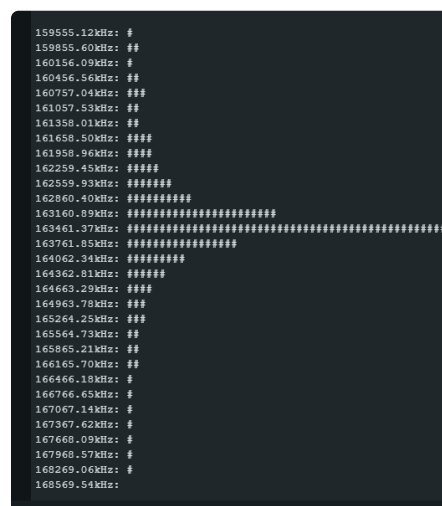 159555.12kHz: #
159855.60kHz: ##
160156.09kHz: #
160456.56kHz: ##
160757.04kHz: ###
161057.53kHz: ##
161358.01kHz: ##
161658.50kHz: ####
161958.96kHz: ####
162259.45kHz: #####
162559.93kHz: #######
162860.40kHz: ##########
163160.89kHz: ########################
163461.37kHz: ###################################################
163761.85kHz: ##################
164062.34kHz: #########
164362.81kHz: ######
164663.29kHz: ####
164963.78kHz: ###
165264.25kHz: ###
165564.73kHz: ##
165865.21kHz: ##
166165.70kHz: ##
166466.18kHz: #
166766.65kHz: #
167067.14kHz: #
167367.62kHz: #
167668.09kHz: #
167968.57kHz: #
168269.06kHz: #
168569.54kHz: